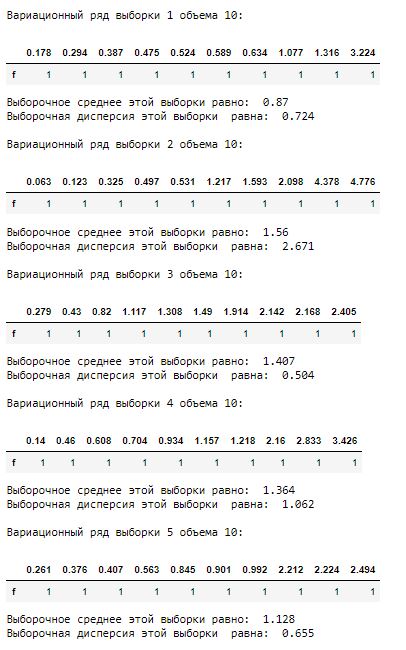 Вариационный ряд выборки 1 объема 10:
0.178 0.294 0.387 0.475 0.524 0.589 0.634 1.077 1.316 3.224
f 1 1 1 1 1 1 1 1 1 1
Выборочное среднее этой выборки равно: 0.87
Выборочная дисперсия этой выборки равна: 0.724
Вариационный ряд выборки 2 объема 10:
0.063 0.123 0.325 0.497 0.531 1.217 1.593 2.098 4.378 4.776
f 1 1 1 1 1 1 1 1 1 1
Выборочное среднее этой выборки равно: 1.56
Выборочная дисперсия этой выборки равна: 2.671
Вариационный ряд выборки 3 объема 10:
0.279 0.43 0.82 1.117 1.308 1.49 1.914 2.142 2.168 2.405
f 1 1 1 1 1 1 1 1 1 1
Выборочное среднее этой выборки равно: 1.407
Выборочная дисперсия этой выборки равна: 0.504
Вариационный ряд выборки 4 объема 10:
0.14 0.46 0.608 0.704 0.934 1.157 1.218 2.16 2.833 3.426
f 1 1 1 1 1 1 1 1 1 1
Выборочное среднее этой выборки равно: 1.364
Выборочная дисперсия этой выборки равна: 1.062
Вариационный ряд выборки 5 объема 10:
0.261 0.376 0.407 0.563 0.845 0.901 0.992 2.212 2.224 2.494
f 1 1 1 1 1 1 1 1 1 1
Выборочное среднее этой выборки равно: 1.128
Выборочная дисперсия этой выборки равна: 0.655